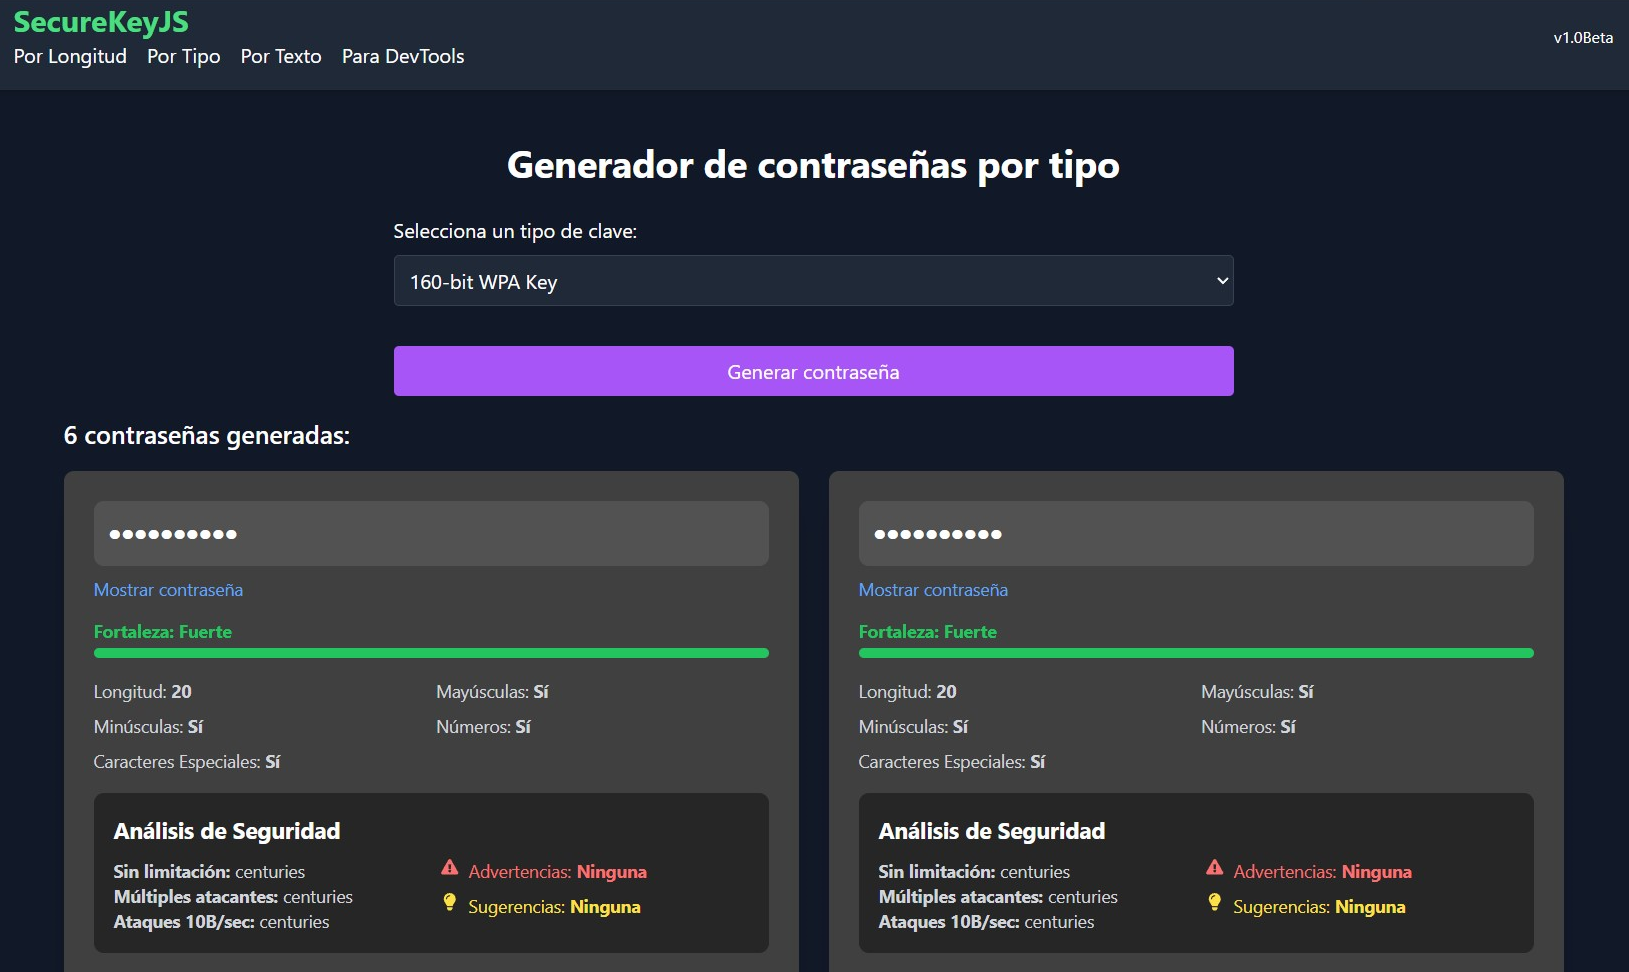 SecureKeyJS
Por Longitud Por Tipo Por Texto Para DevTools
v1.0Beta
Generador de contraseñas por tipo
Selecciona un tipo de clave:
160-bit WPA Key
Generar contraseña
6 contraseñas generadas:
●●●●●●●●●●
Mostrar contraseña
Fortaleza: Fuerte
Longitud: 20
Mayúsculas: Sí
Minúsculas: Sí
Números: Sí
Caracteres Especiales: Sí
Análisis de Seguridad
Sin limitación: centuries
Múltiples atacantes: centuries
Ataques 10B/sec: centuries
Advertencias: Ninguna
Sugerencias: Ninguna
●●●●●●●●●●
Mostrar contraseña
Fortaleza: Fuerte
Longitud: 20
Mayúsculas: Sí
Minúsculas: Sí
Números: Sí
Caracteres Especiales: Sí
Análisis de Seguridad
Sin limitación: centuries
Múltiples atacantes: centuries
Ataques 10B/sec: centuries
Advertencias: Ninguna
Sugerencias: Ninguna